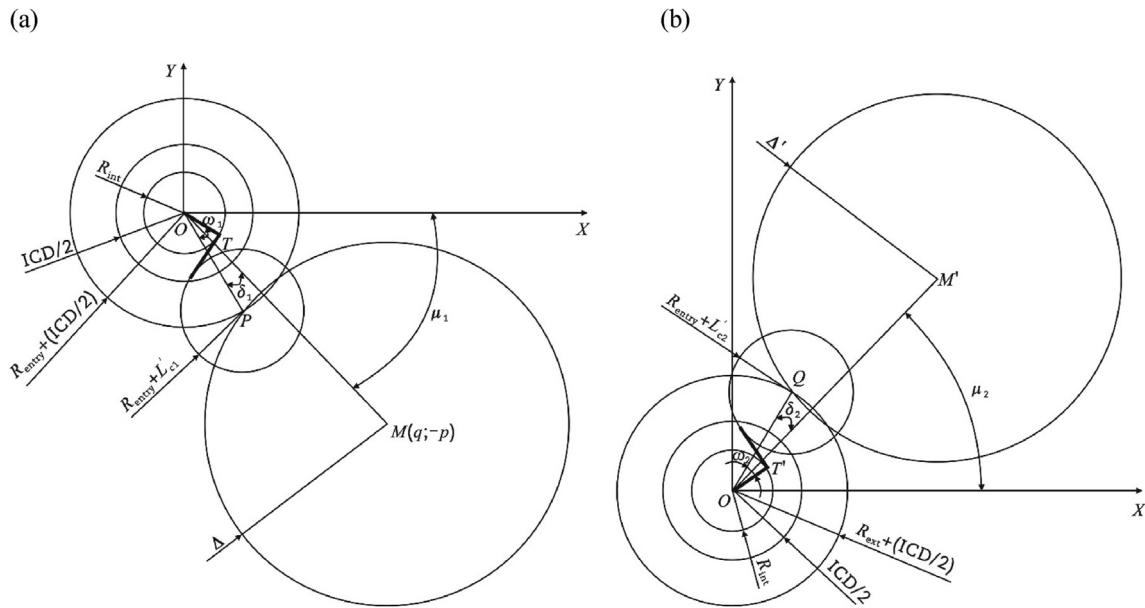 (a)
(b)
Y
R_int
O
ω_1
X
T
ICD/2
δ_1
R_entry+(ICD/2)
P
μ_1
R_entry+L'_c1
M(q;-p)
Δ
Y
Δ'
M'
R_entry+L'_c2
Q
δ_2
μ_2
ω_2
T'
O
X
R_ext+(ICD/2)
ICD/2
R_int